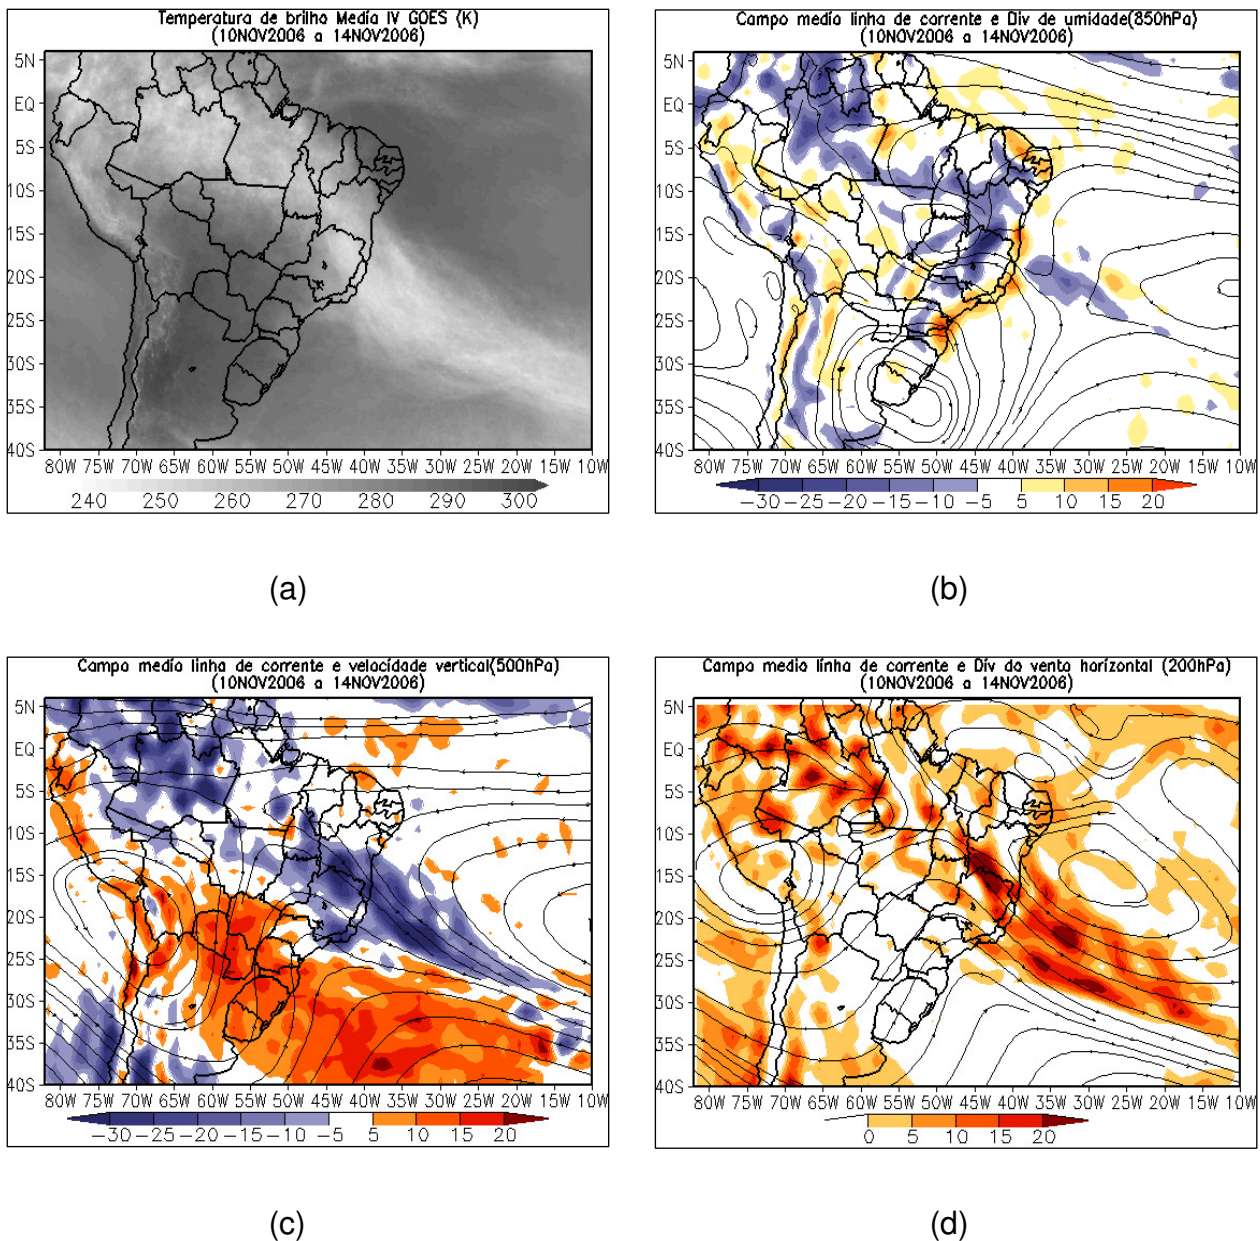 Temperatura de brilho Media IV GOES (K)
(10NOV2006 a 14NOV2006)
5N
EQ
5S
10S
15S
20S
25S
30S
35S
40S
80W 75W 70W 65W 60W 55W 50W 45W 40W 35W 30W 25W 20W 15W 10W
240 250 260 270 280 290 300
(a)
Campo medio linha de corrente e Div de umidade(850hPa)
(10NOV2006 a 14NOV2006)
5N
EQ
5S
10S
15S
20S
25S
30S
35S
40S
80W 75W 70W 65W 60W 55W 50W 45W 40W 35W 30W 25W 20W 15W 10W
-30 -25 -20 -15 -10 -5 5 10 15 20
(b)
Campo medio linha de corrente e velocidade vertical(500hPa)
(10NOV2006 a 14NOV2006)
5N
EQ
5S
10S
15S
20S
25S
30S
35S
40S
80W 75W 70W 65W 60W 55W 50W 45W 40W 35W 30W 25W 20W 15W 10W
-30 -25 -20 -15 -10 -5 5 10 15 20
(c)
Campo medio linha de corrente e Div do vento horizontal (200hPa)
(10NOV2006 a 14NOV2006)
5N
EQ
5S
10S
15S
20S
25S
30S
35S
40S
80W 75W 70W 65W 60W 55W 50W 45W 40W 35W 30W 25W 20W 15W 10W
0 5 10 15 20
(d)